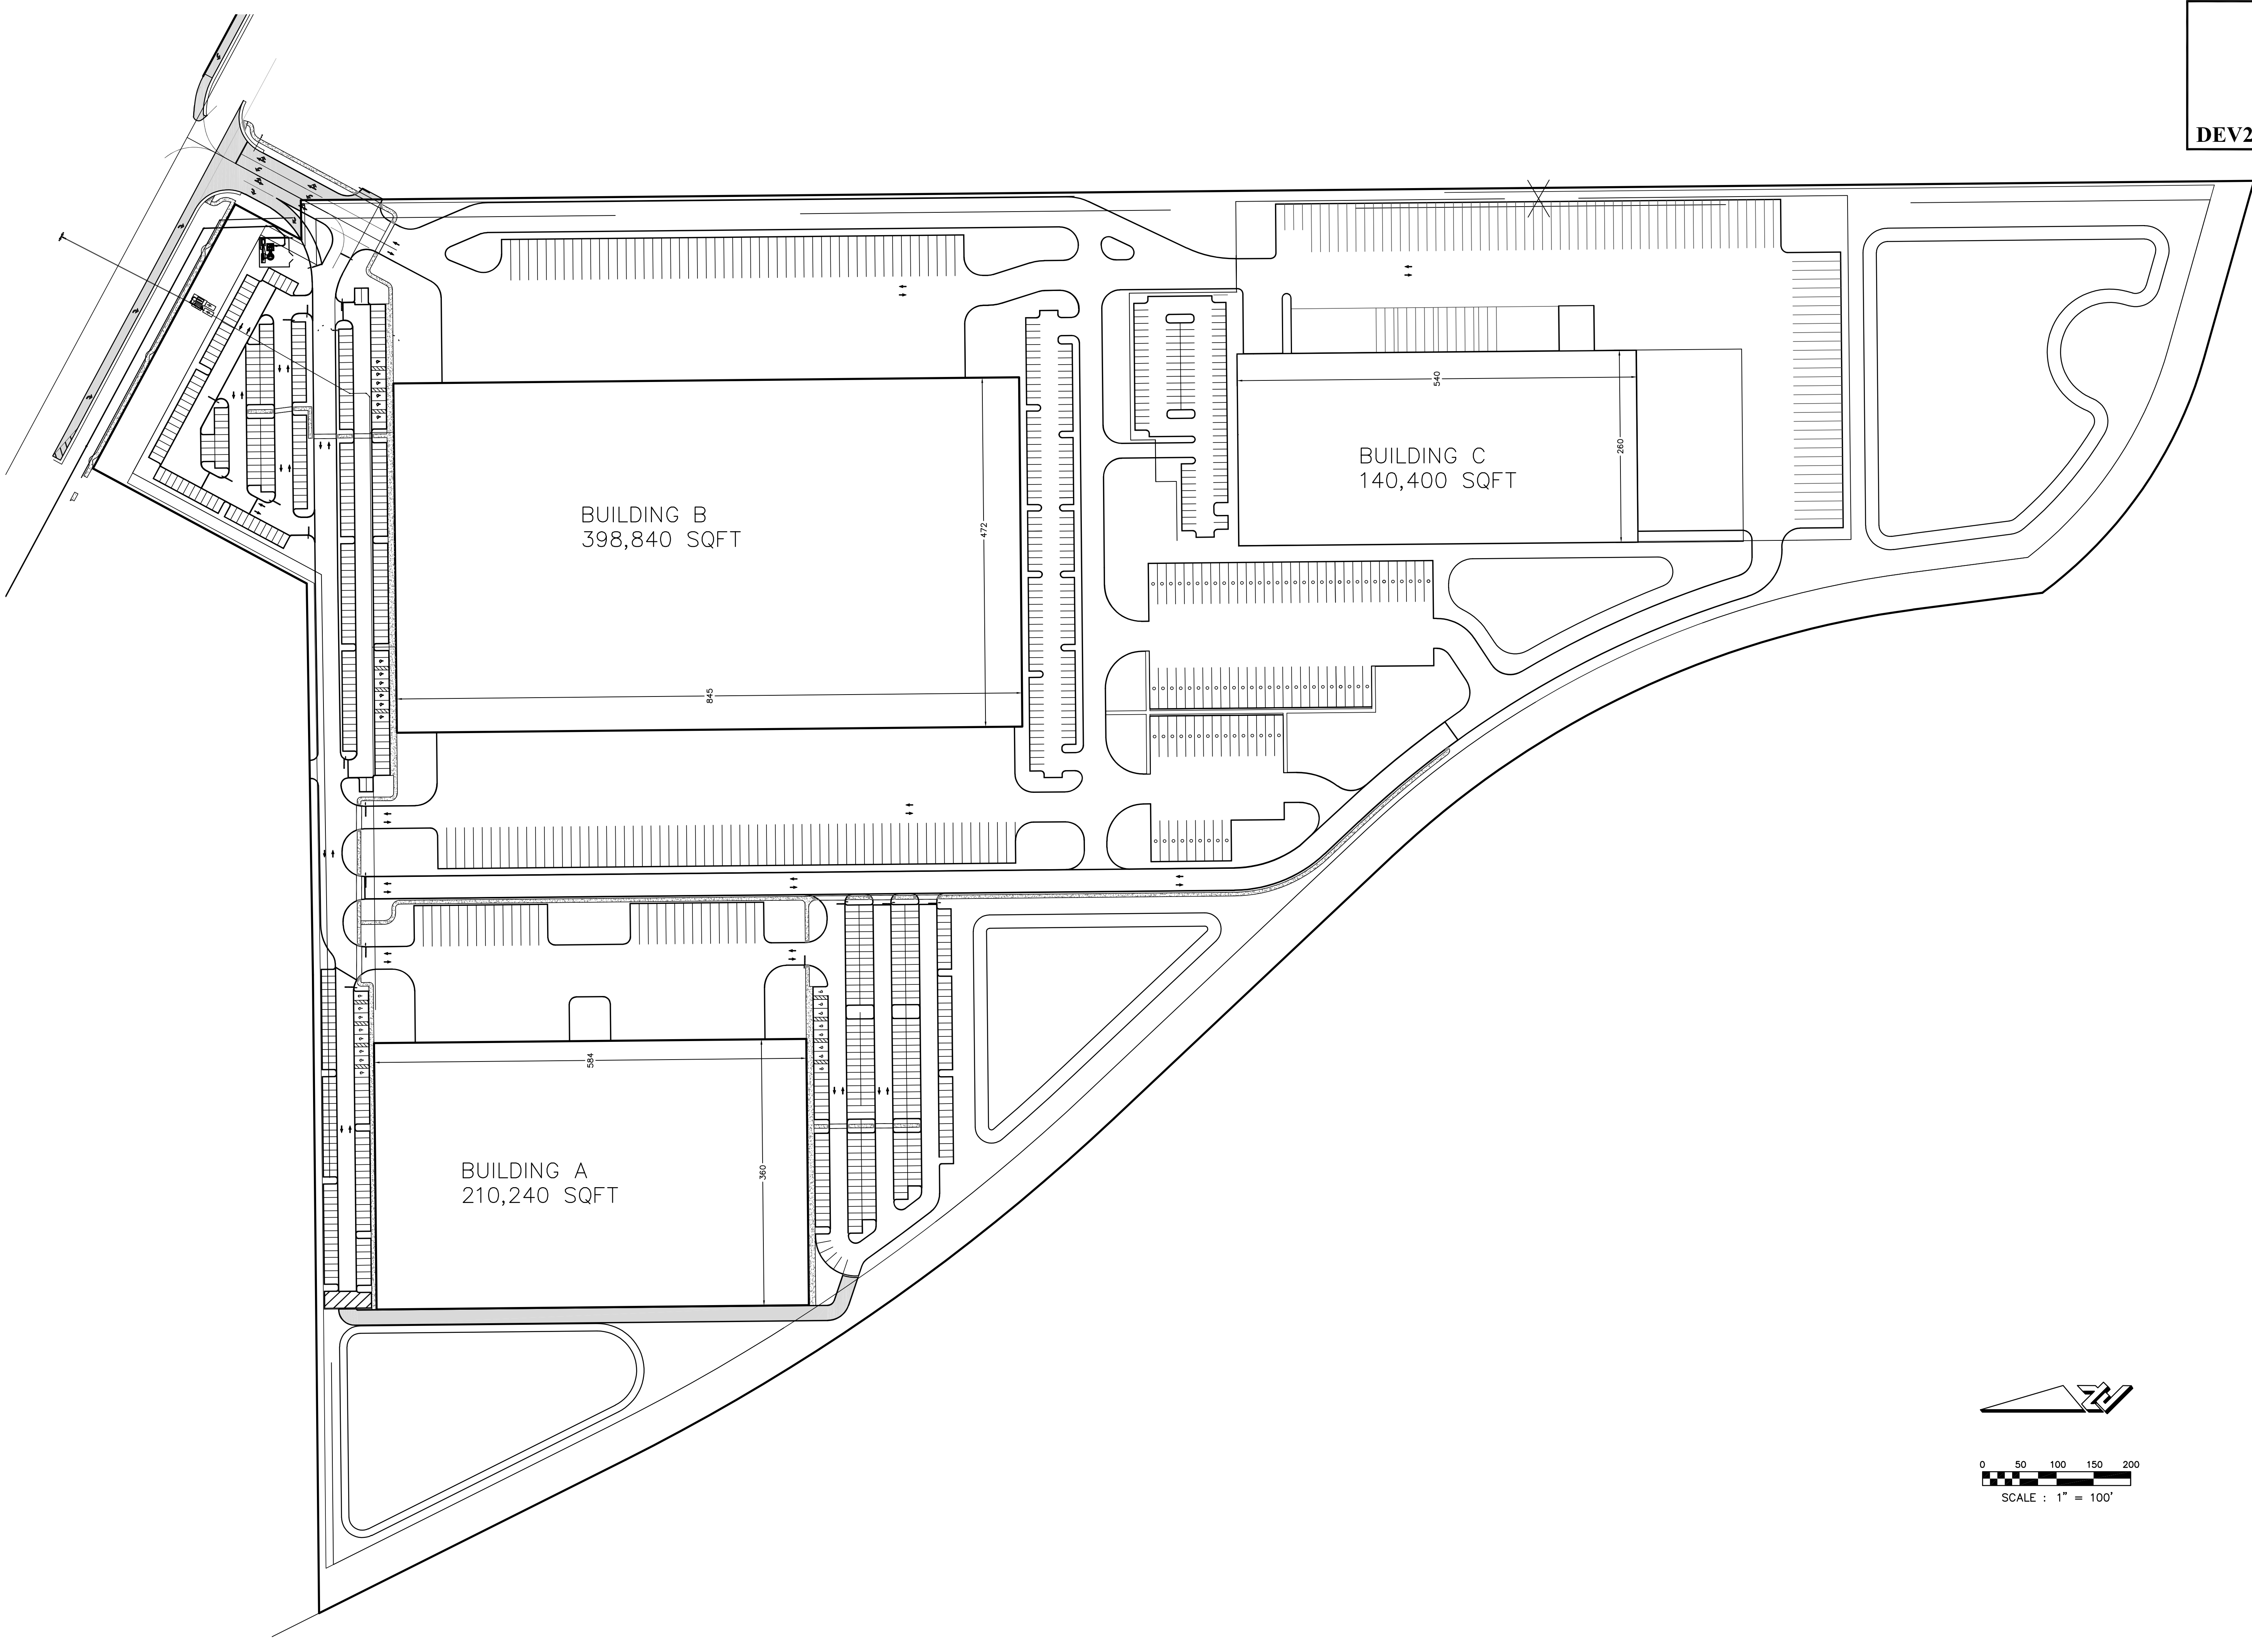 DEV2
540
260
BUILDING C
140,400 SQFT
BUILDING B
398,840 SQFT
472
845
584
360
BUILDING A
210,240 SQFT
0 50 100 150 200
SCALE : 1" = 100'